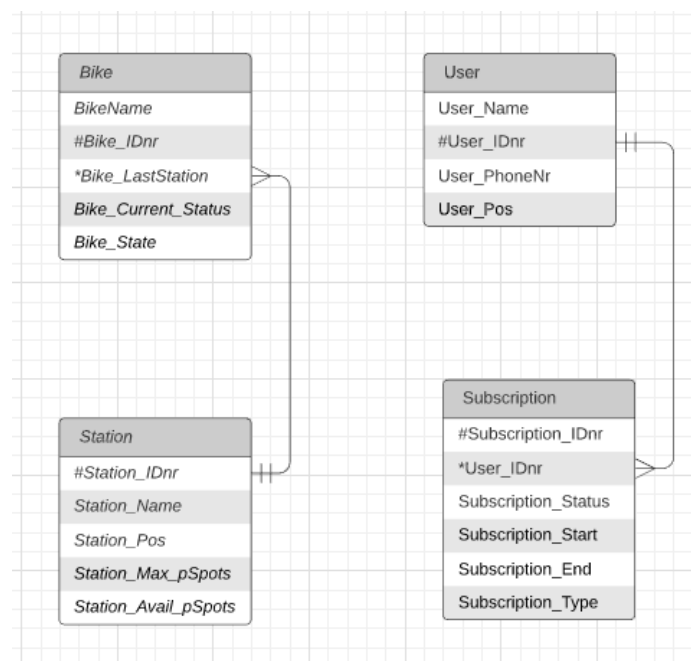 Bike
BikeName
#Bike_IDnr
*Bike_LastStation
Bike_Current_Status
Bike_State
User
User_Name
#User_IDnr
User_PhoneNr
User_Pos
Station
#Station_IDnr
Station_Name
Station_Pos
Station_Max_pSpots
Station_Avail_pSpots
Subscription
#Subscription_IDnr
*User_IDnr
Subscription_Status
Subscription_Start
Subscription_End
Subscription_Type